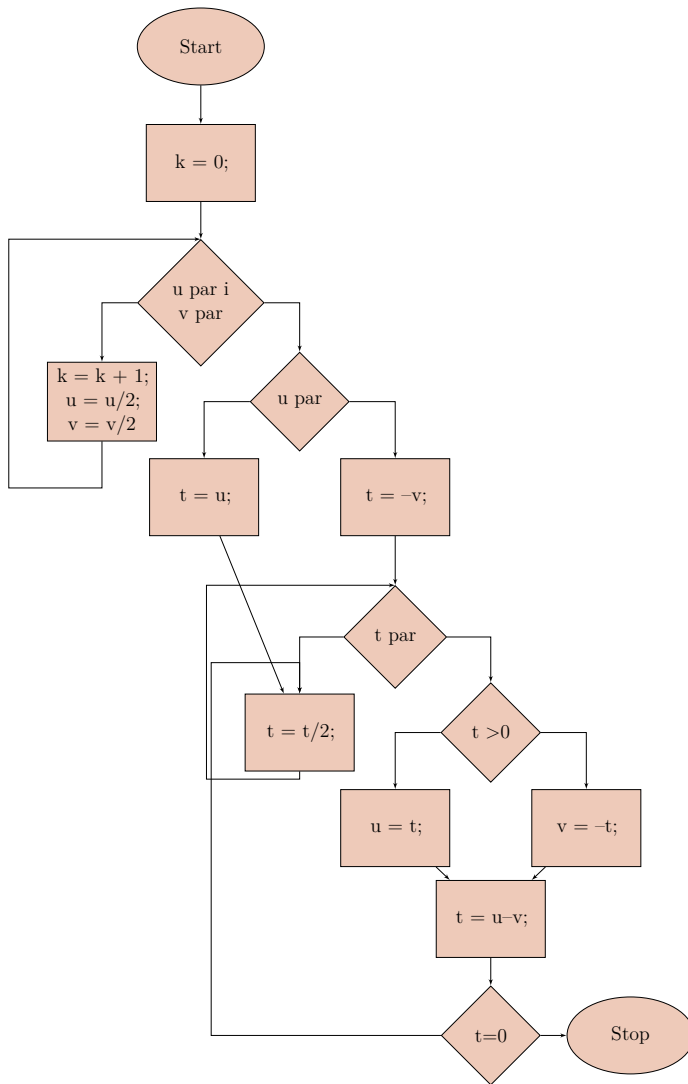 Start
k = 0;
u par i
v par
k = k + 1;
u = u/2;
v = v/2
u par
t = u;
t = –v;
t par
t = t/2;
t >0
u = t;
v = –t;
t = u–v;
t=0
Stop